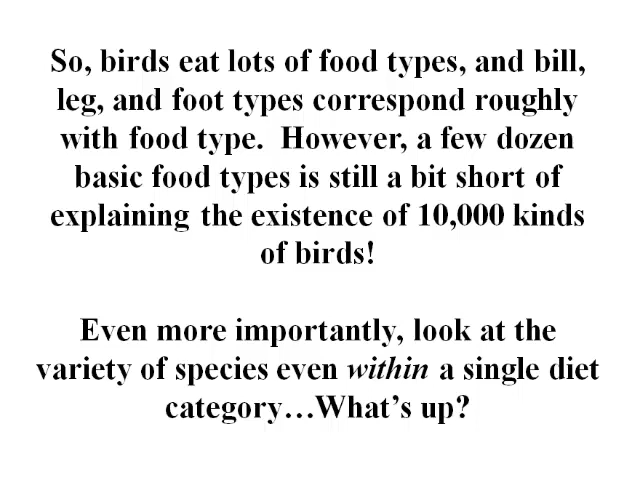 So, birds eat lots of food types, and bill,
leg, and foot types correspond roughly
with food type.  However, a few dozen
basic food types is still a bit short of
explaining the existence of 10,000 kinds
of birds!
Even more importantly, look at the
variety of species even within a single diet
category…What’s up?